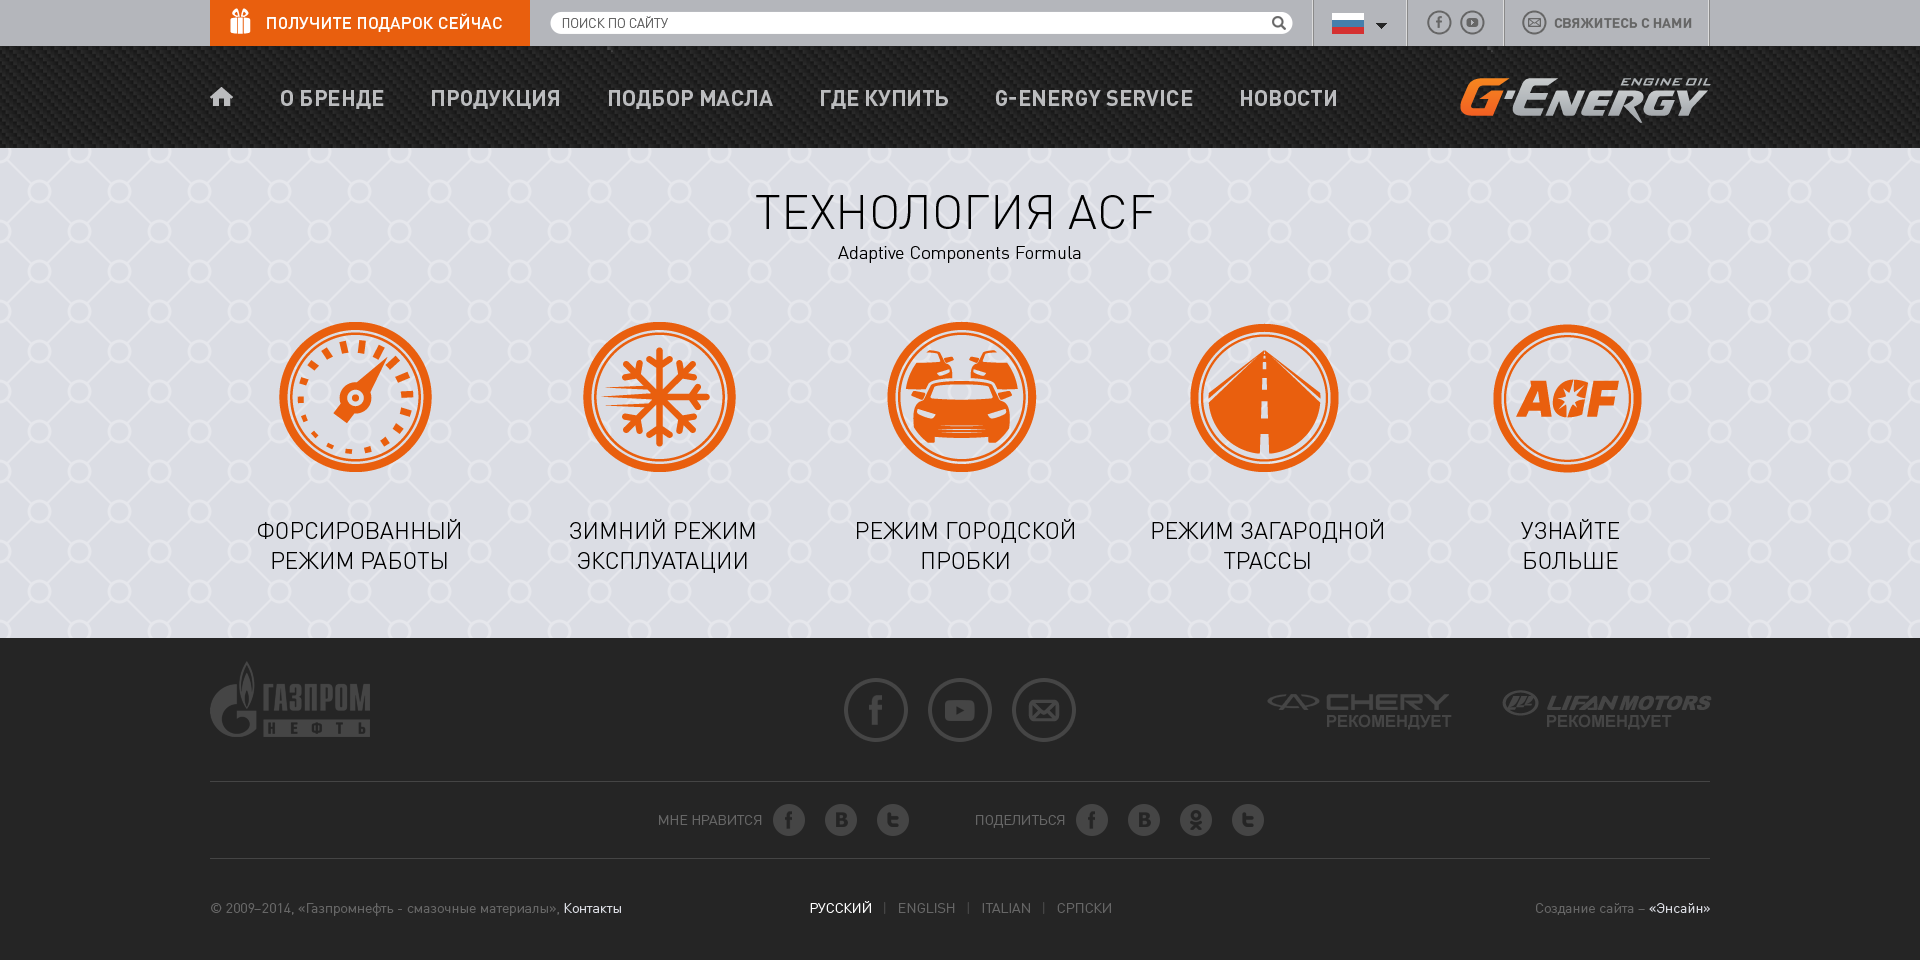 ПОЛУЧИТЕ ПОДАРОК СЕЙЧАС
ПОИСК ПО САЙТУ
СВЯЖИТЕСЬ С НАМИ
О БРЕНДЕ
ПРОДУКЦИЯ
ПОДБОР МАСЛА
ГДЕ КУПИТЬ
G-ENERGY SERVICE
НОВОСТИ
ENGINE OIL
G-ENERGY
ТЕХНОЛОГИЯ ACF
Adaptive Components Formula
ACF
ФОРСИРОВАННЫЙ
РЕЖИМ РАБОТЫ
ЗИМНИЙ РЕЖИМ
ЭКСПЛУАТАЦИИ
РЕЖИМ ГОРОДСКОЙ
ПРОБКИ
РЕЖИМ ЗАГАРОДНОЙ
ТРАССЫ
УЗНАЙТЕ
БОЛЬШЕ
ГАЗПРОМ
НЕФТЬ
CHERY
РЕКОМЕНДУЕТ
LIFAN MOTORS
РЕКОМЕНДУЕТ
МНЕ НРАВИТСЯ
ПОДЕЛИТЬСЯ
© 2009–2014, «Газпромнефть - смазочные материалы», Контакты
РУССКИЙ | ENGLISH | ITALIAN | СРПСКИ
Создание сайта – «Энсайн»